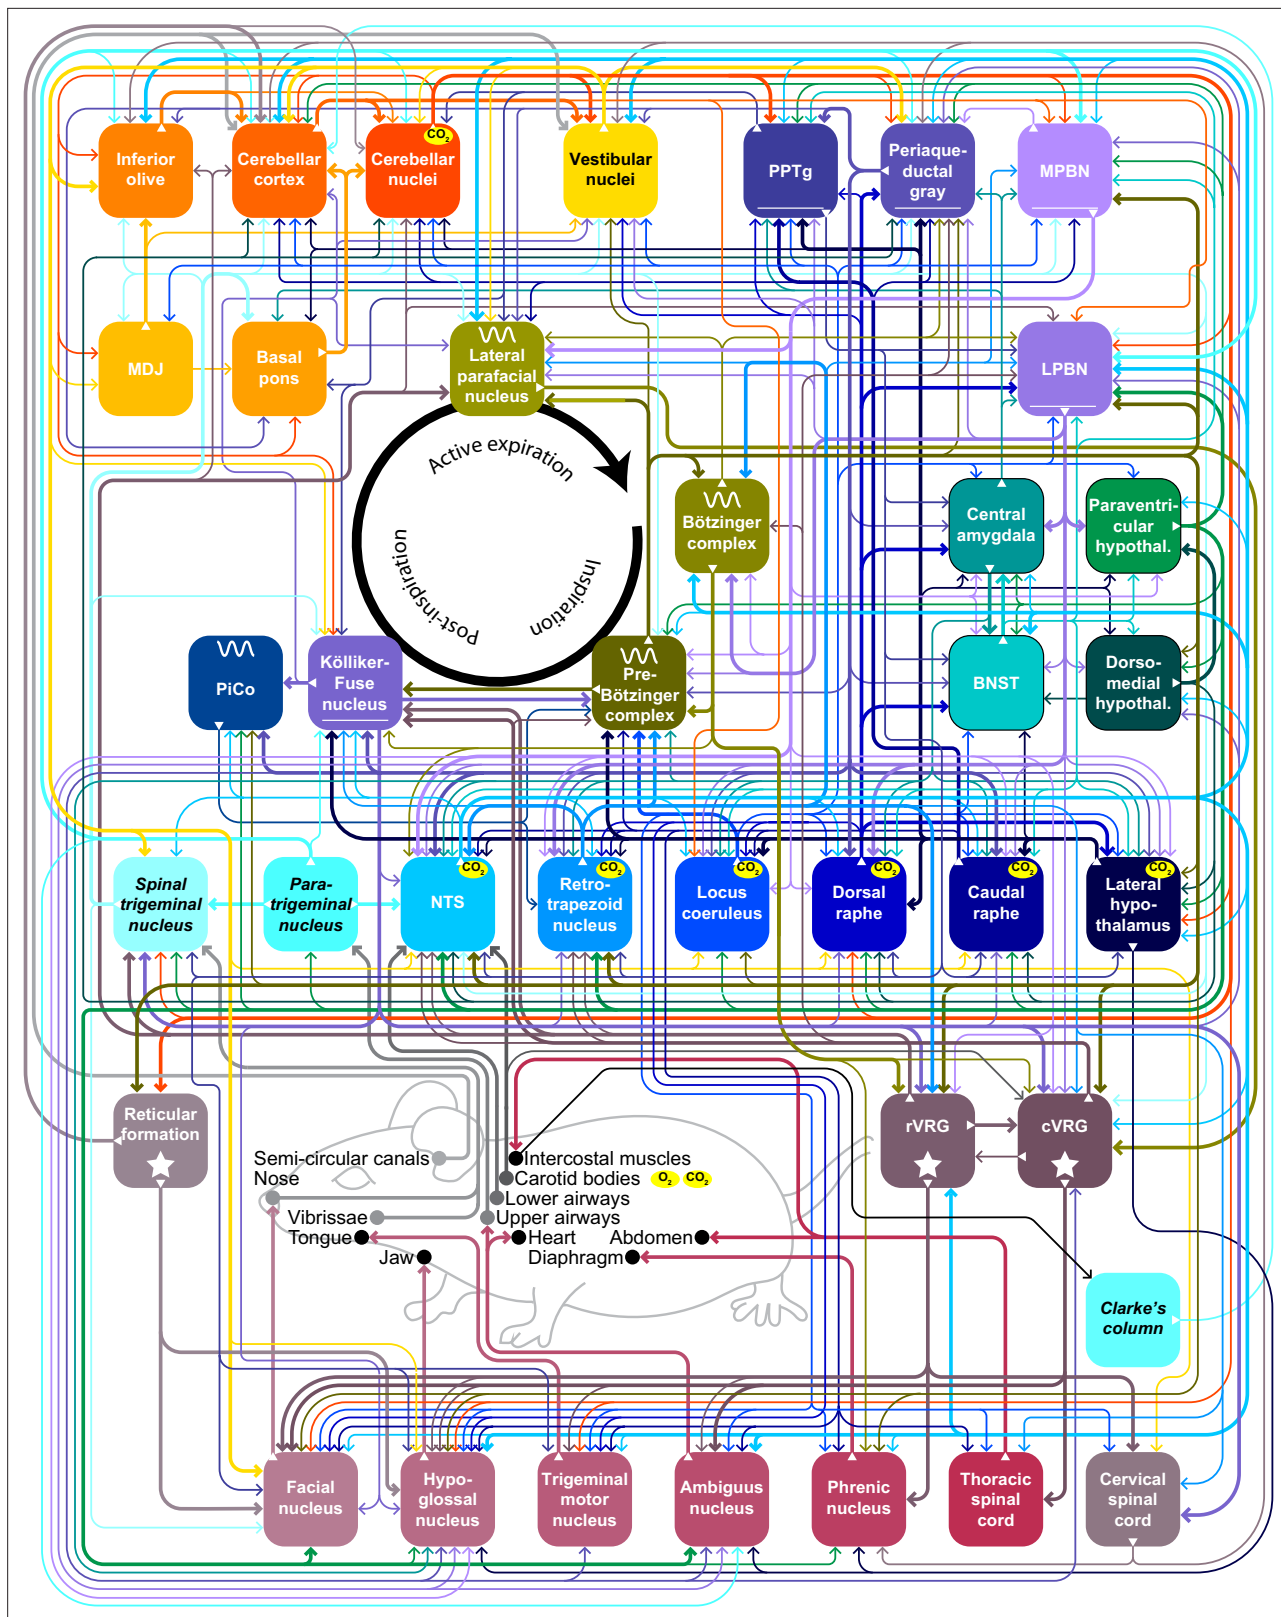 Inferior
olive
Cerebellar
cortex
CO2
Cerebellar
nuclei
Vestibular
nuclei
PPTg
Periaque-
ductal
gray
MPBN
MDJ
Basal
pons
Lateral
parafacial
nucleus
LPBN
Active expiration
Post-inspiration
Inspiration
Bötzinger
complex
Central
amygdala
Paraventri-
cular
hypothal.
PiCo
Kölliker-
Fuse
nucleus
Pre-
Bötzinger
complex
BNST
Dorso-
medial
hypothal.
Spinal
trigeminal
nucleus
Para-
trigeminal
nucleus
CO2
NTS
CO2
Retro-
trapezoid
nucleus
CO2
Locus
coeruleus
CO2
Dorsal
raphe
CO2
Caudal
raphe
CO2
Lateral
hypo-
thalamus
Reticular
formation
rVRG
cVRG
Semi-circular canals
Nose
Vibrissae
Tongue
Jaw
Intercostal muscles
Carotid bodies O2 CO2
Lower airways
Upper airways
Heart
Abdomen
Diaphragm
Clarke's
column
Facial
nucleus
Hypo-
glossal
nucleus
Trigeminal
motor
nucleus
Ambiguus
nucleus
Phrenic
nucleus
Thoracic
spinal
cord
Cervical
spinal
cord